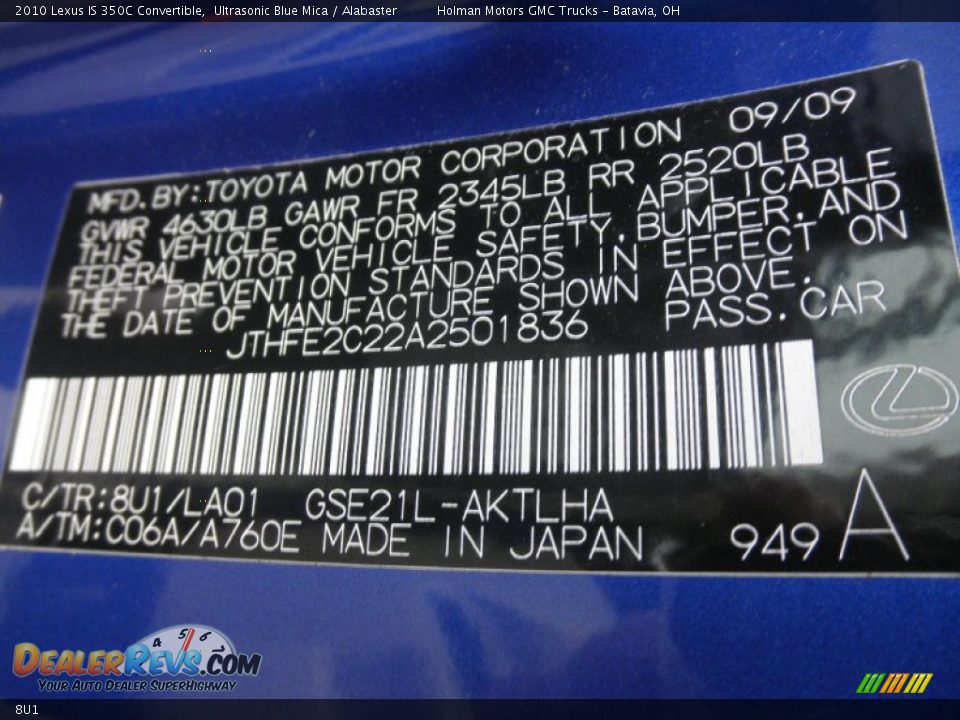 2010 Lexus IS 350C Convertible, Ultrasonic Blue Mica / Alabaster Holman Motors GMC Trucks - Batavia, OH
MFD. BY: TOYOTA MOTOR CORPORATION 09/09
GVWR 4630LB GAWR FR 2345LB RR 2520LB
THIS VEHICLE CONFORMS TO ALL APPLICABLE
FEDERAL MOTOR VEHICLE SAFETY, BUMPER, AND
THEFT PREVENTION STANDARDS IN EFFECT ON
THE DATE OF MANUFACTURE SHOWN ABOVE.
JTHFE2C22A2501836 PASS. CAR
C/TR:8U1/LA01 GSE21L-AKTLHA
A/TM:C06A/A760E MADE IN JAPAN 949 A
4 5 6
DEALERREVS.COM
YOUR AUTO DEALER SUPERHIGHWAY
8U1